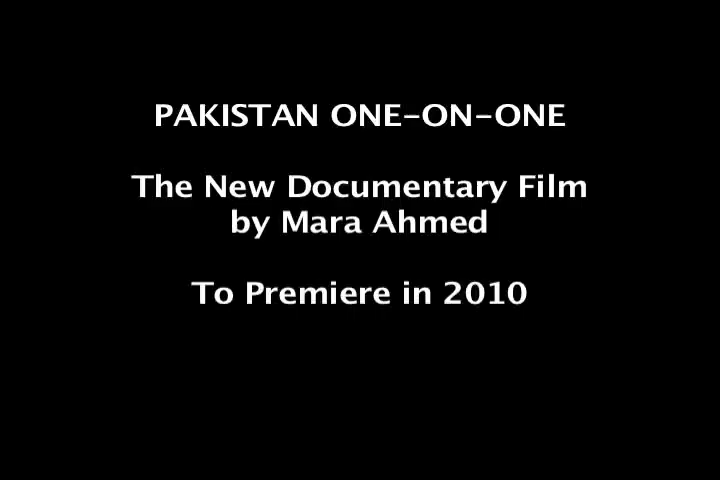 PAKISTAN ONE-ON-ONE
The New Documentary Film
by Mara Ahmed
To Premiere in 2010